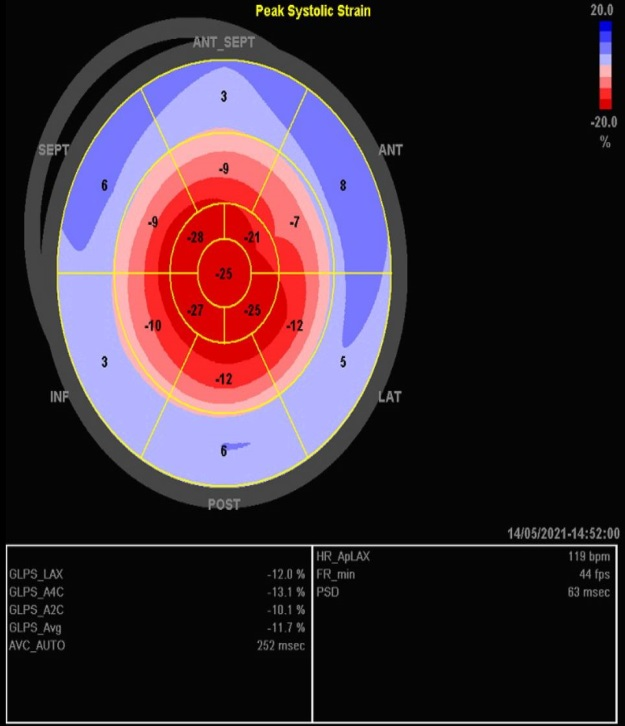 Peak Systolic Strain
20.0
-20.0
%
ANT_SEPT
SEPT
ANT
INF
LAT
POST
3
6
8
-9
-9
-7
-28
-21
-25
-27
-25
-10
-12
3
5
-12
6
14/05/2021-14:52:00
GLPS_LAX -12.0 %
GLPS_A4C -13.1 %
GLPS_A2C -10.1 %
GLPS_Avg -11.7 %
AVC_AUTO 252 msec
HR_ApLAX 119 bpm
FR_min 44 fps
PSD 63 msec